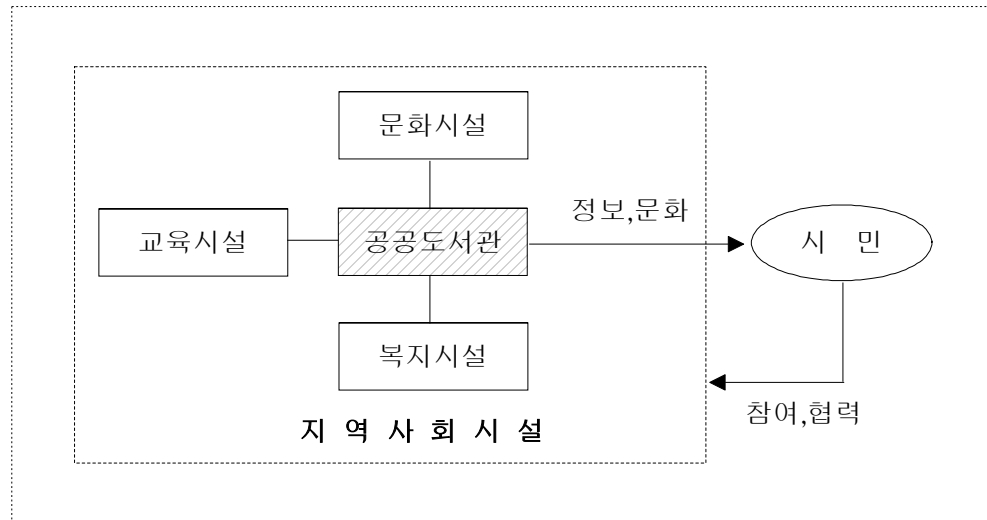 문화시설
정보,문화
교육시설
공공도서관
시 민
복지시설
참여,협력
지 역 사 회 시 설